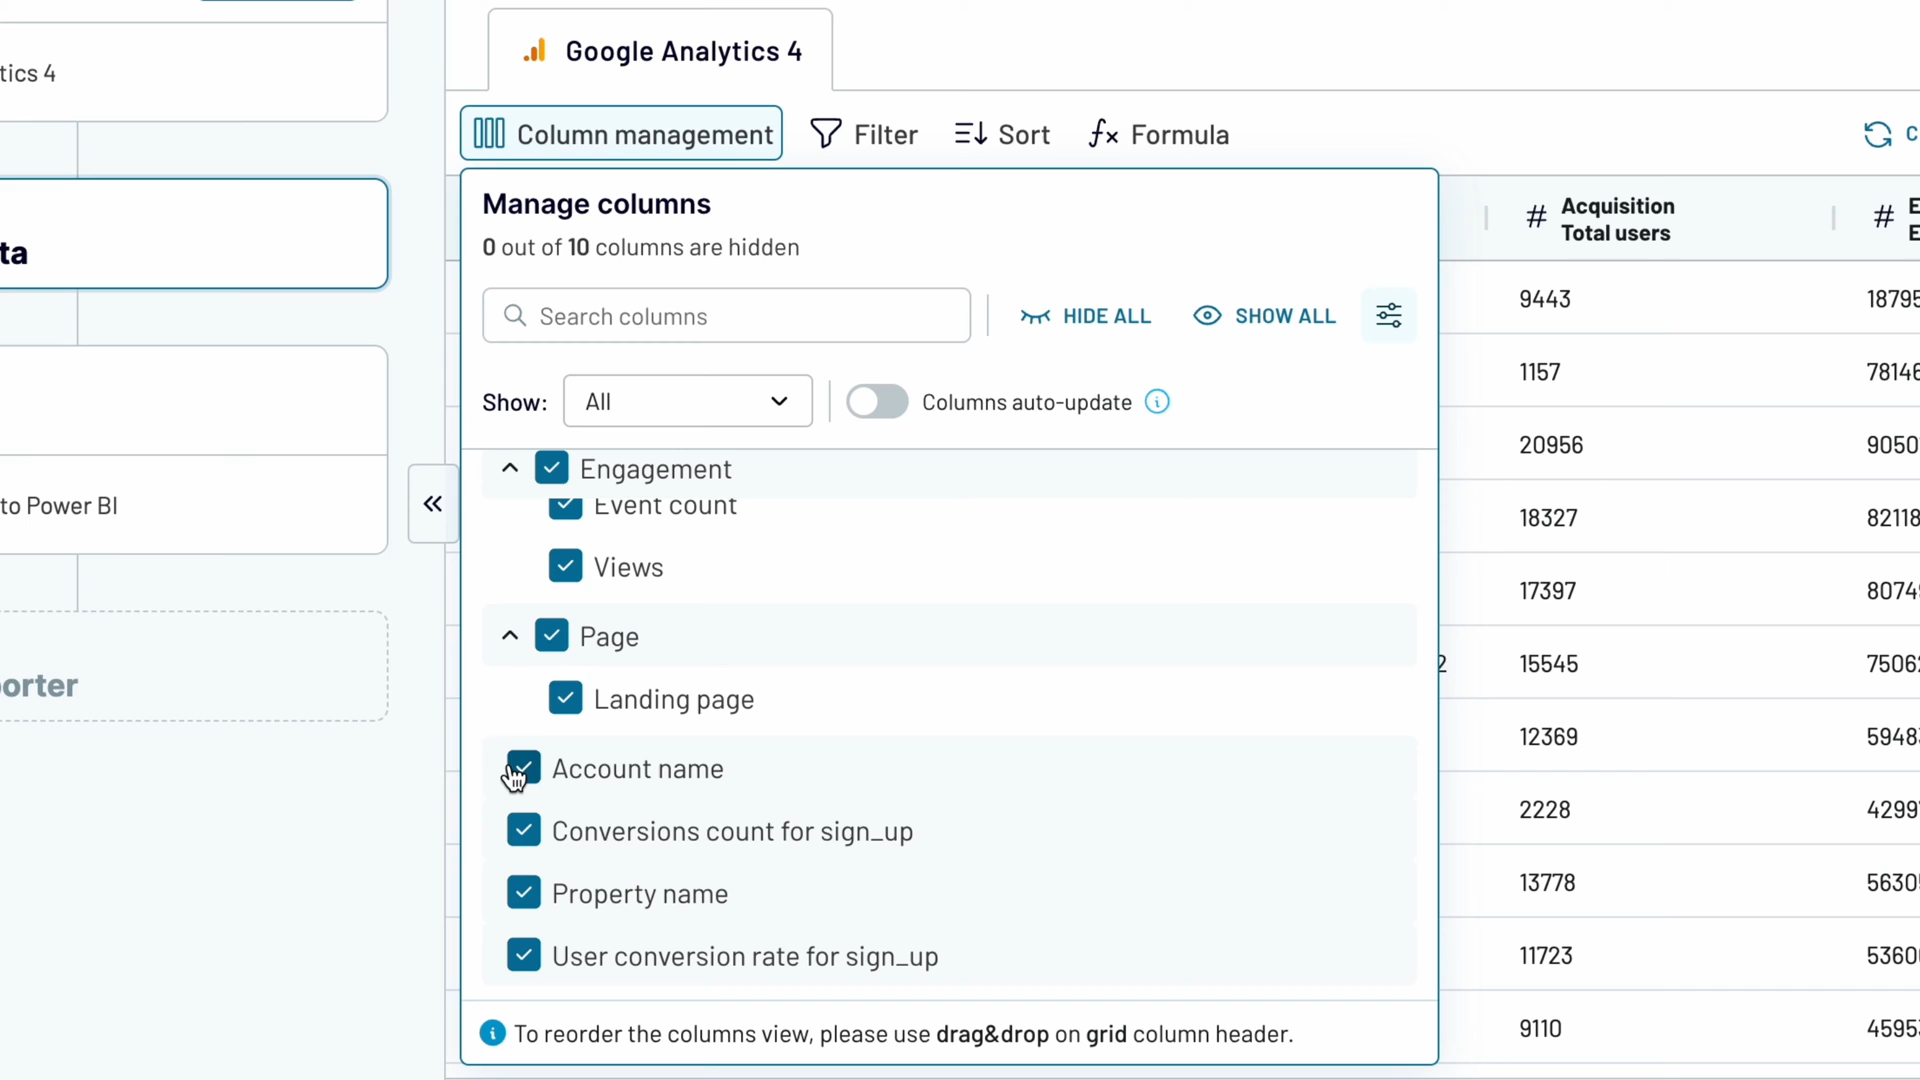 Google Analytics 4
tics 4
Column management
Filter
Sort
Formula
Manage columns
0 out of 10 columns are hidden
Acquisition
Total users
ta
Search columns
HIDE ALL
SHOW ALL
9443
18795
1157
78146
Show:
All
Columns auto-update
20956
Engagement
Event count
to Power BI
18327
82118
Views
17397
Page
15545
Landing page
porter
12369
Account name
2228
Conversions count for sign_up
13778
Property name
11723
User conversion rate for sign_up
9110
To reorder the columns view, please use drag&drop on grid column header.